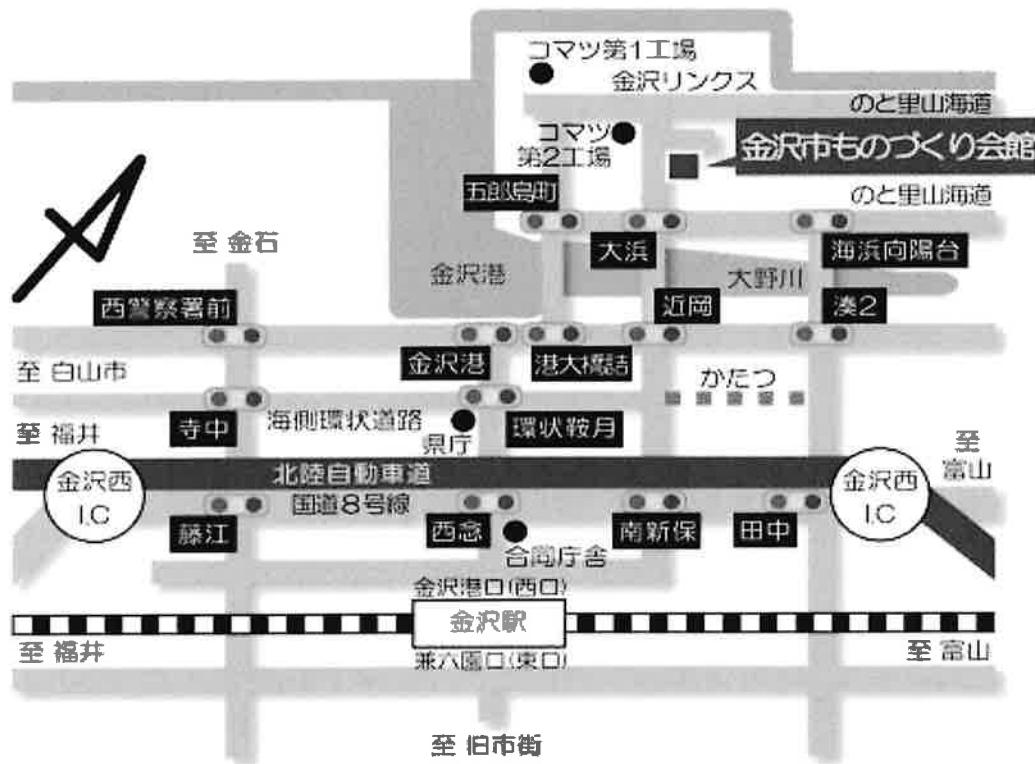 コマツ第1工場
金沢リンクス
のと里山海道
コマツ
第2工場
金沢市ものづくり会館
五郎島町
のと里山海道
至 金石
大浜
海浜向陽台
金沢港
大野川
西警察署前
近岡
湊2
金沢港
港大橋詰
至 白山市
かたつ
寺中
海側環状道路
環状鞍月
県庁
至 福井
至
富山
金沢西
I.C
北陸自動車道
金沢西
I.C
国道8号線
藤江
西念
南新保
田中
合同庁舎
金沢港口(西口)
金沢駅
兼六園口(東口)
至 福井
至 富山
至 旧市街